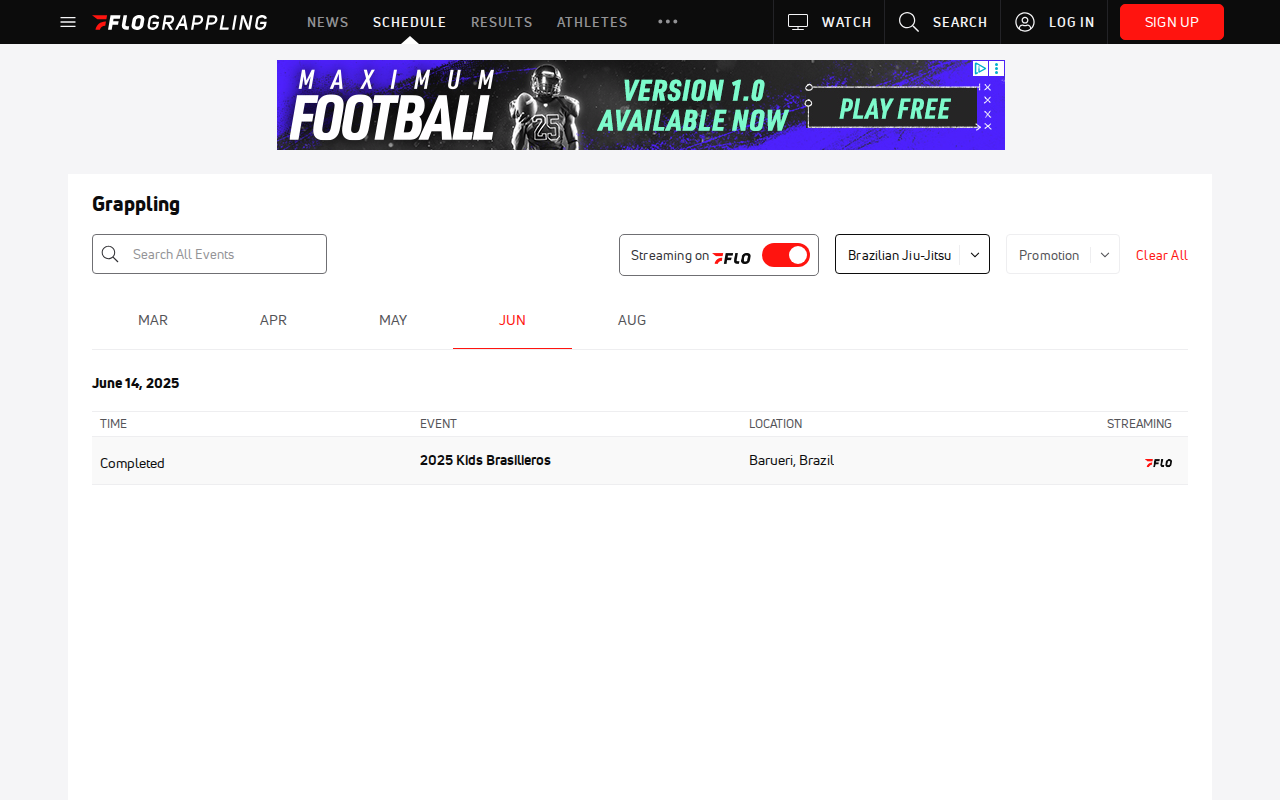 FLOGRAPPLING NEWS SCHEDULE RESULTS ATHLETES WATCH SEARCH LOG IN SIGN UP
MAXIMUM FOOTBALL
25
VERSION 1.0
AVAILABLE NOW
PLAY FREE
Grappling
Search All Events
Streaming on FLO
Brazilian Jiu-Jitsu
Promotion
Clear All
MAR APR MAY JUN AUG
June 14, 2025
TIME EVENT LOCATION STREAMING
Completed 2025 Kids Brasilieros Barueri, Brazil FLO